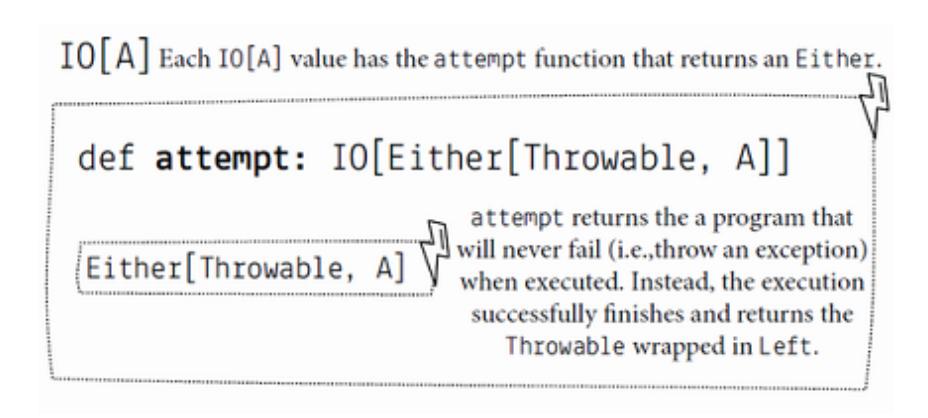 IO[A] Each IO[A] value has the attempt function that returns an Either.
def attempt: IO[Either[Throwable, A]]
Either[Throwable, A]
attempt returns the a program that
will never fail (i.e.,throw an exception)
when executed. Instead, the execution
successfully finishes and returns the
Throwable wrapped in Left.